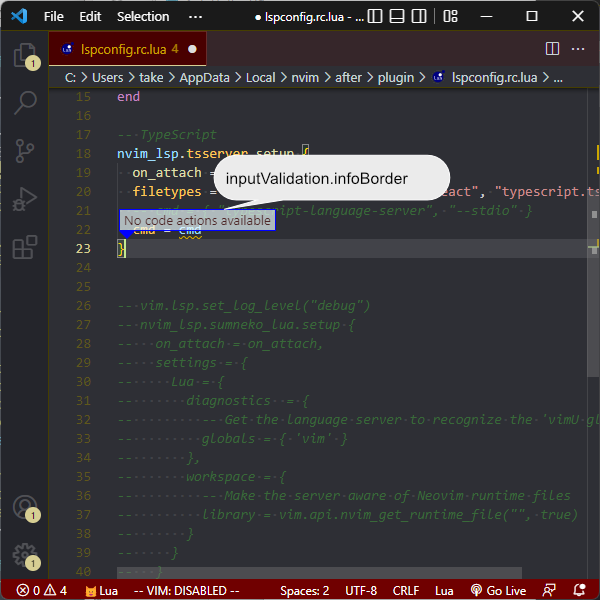 File Edit Selection ··· ● lspconfig.rc.lua - ...
1
lspconfig.rc.lua 4 ●
C: > Users > take > AppData > Local > nvim > after > plugin > lspconfig.rc.lua > ...
15 end
16
17 -- TypeScript
18 nvim_lsp.tsserver.setup {
19 on_attach =
inputValidation.infoBorder
20 filetypes = eact", "typescript.ts
21 -language-server", "--stdio" }
No code actions available
22 cmd = cmd
23 }
24
25
26 -- vim.lsp.set_log_level("debug")
27 -- nvim_lsp.sumneko_lua.setup {
28 -- on_attach = on_attach,
29 -- settings = {
30 -- Lua = {
31 -- diagnostics = {
32 -- -- Get the language server to recognize the 'vimU gl
33 -- globals = { 'vim' }
34 -- },
35 -- workspace = {
36 -- -- Make the server aware of Neovim runtime files
37 -- library = vim.api.nvim_get_runtime_file("", true)
38 -- }
39 -- }
40 -- }
1
1
0 4 Lua -- VIM: DISABLED -- Spaces: 2 UTF-8 CRLF Lua Go Live